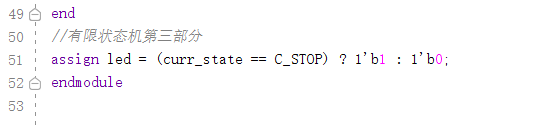 49 end
50 //有限状态机第三部分
51 assign led = (curr_state == C_STOP) ? 1'b1 : 1'b0;
52 endmodule
53